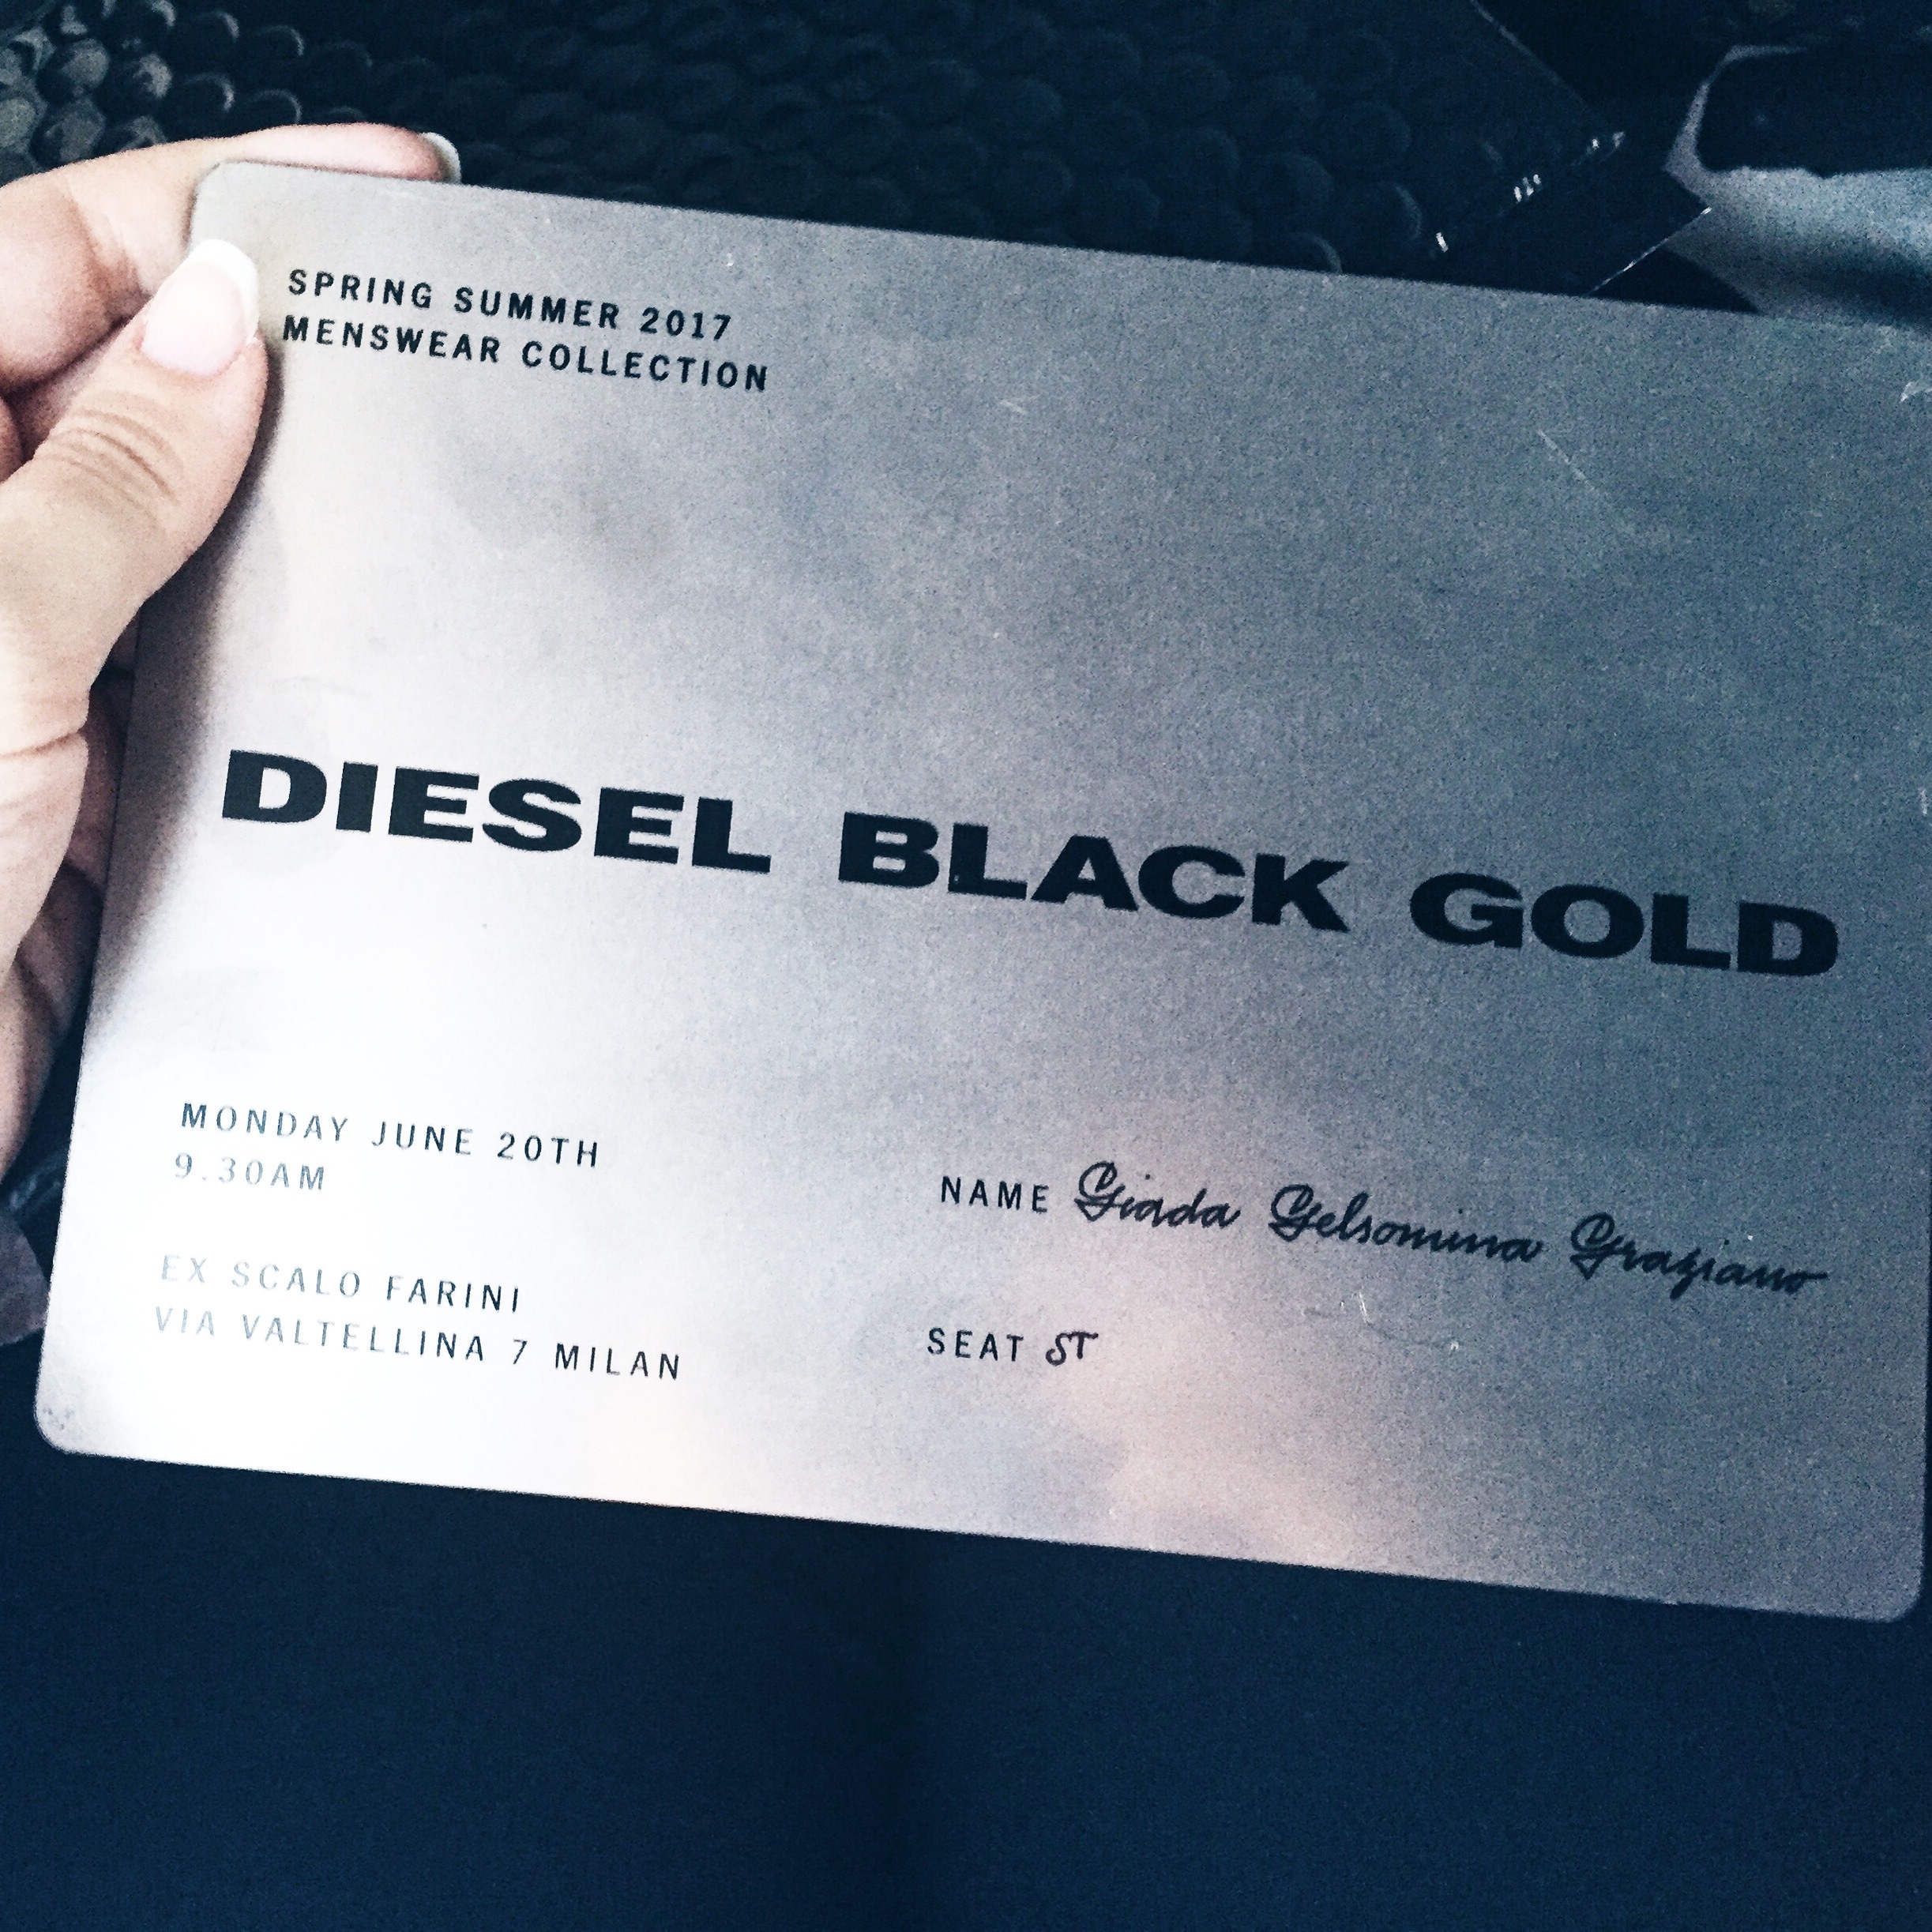 SPRING SUMMER 2017
MENSWEAR COLLECTION
DIESEL BLACK GOLD
MONDAY JUNE 20TH
9.30AM
EX SCALO FARINI
VIA VALTELLINA 7 MILAN
NAME Giada Gelsomina Graziano
SEAT ST